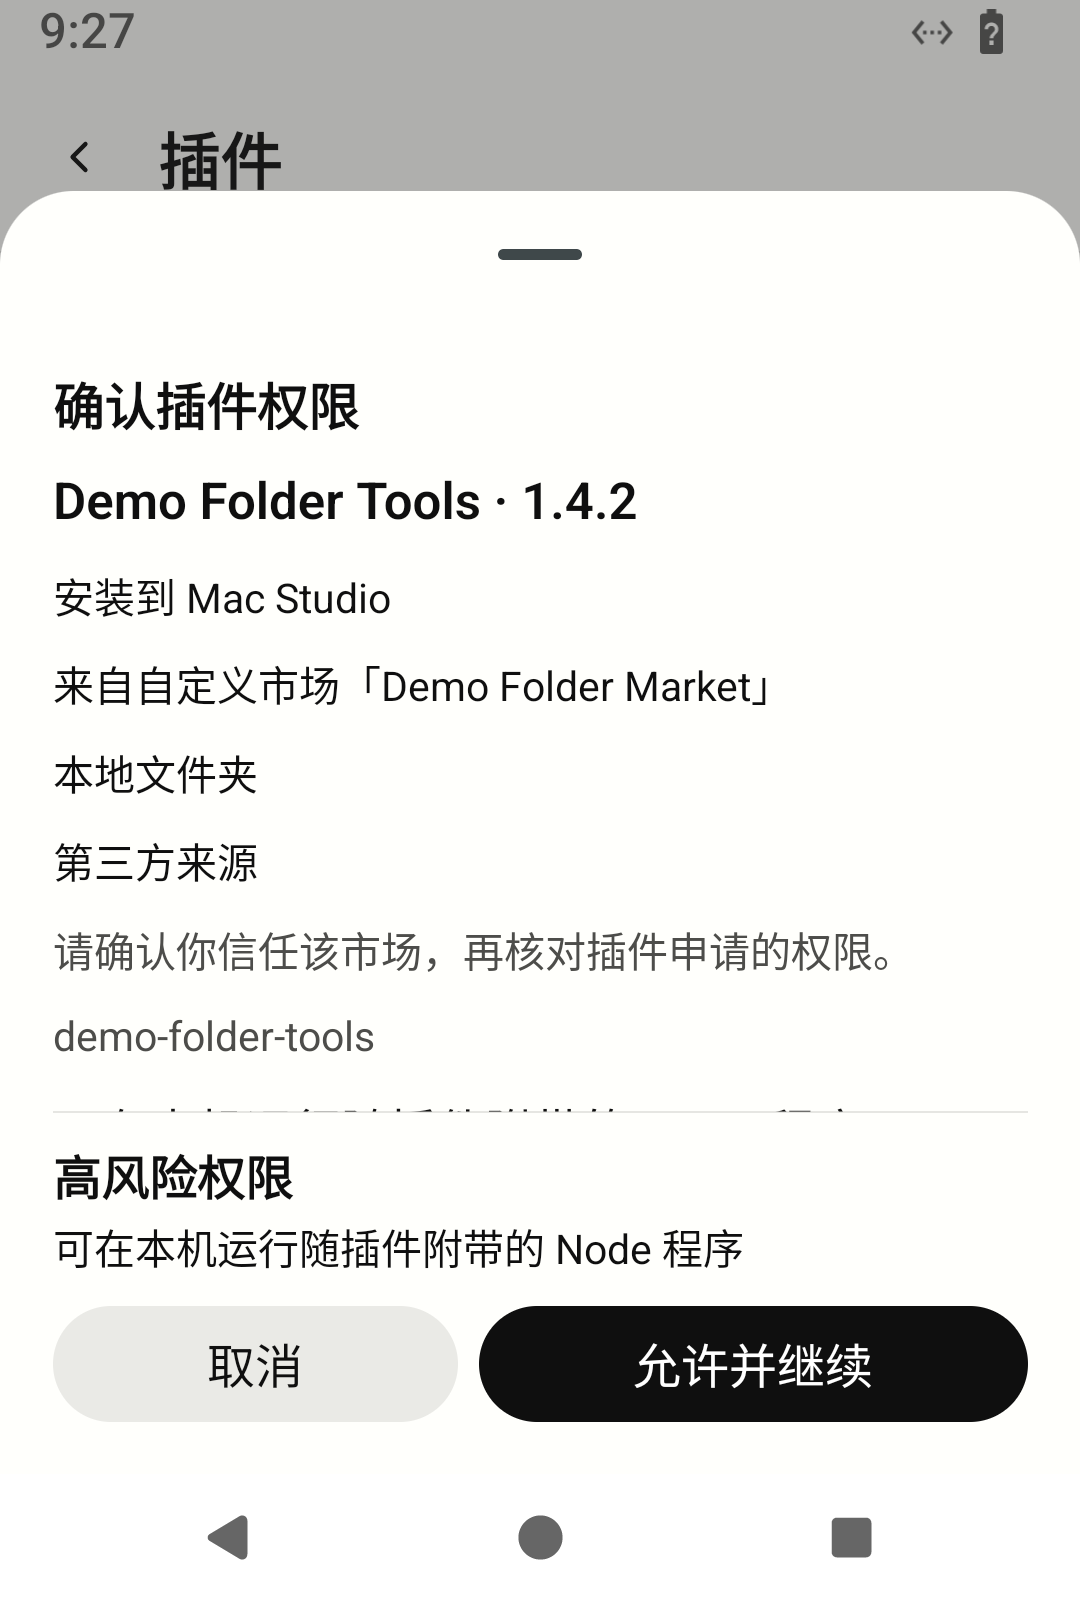 9:27
插件
确认插件权限
Demo Folder Tools · 1.4.2
安装到 Mac Studio
来自自定义市场「Demo Folder Market」
本地文件夹
第三方来源
请确认你信任该市场，再核对插件申请的权限。
demo-folder-tools
高风险权限
可在本机运行随插件附带的 Node 程序
取消
允许并继续